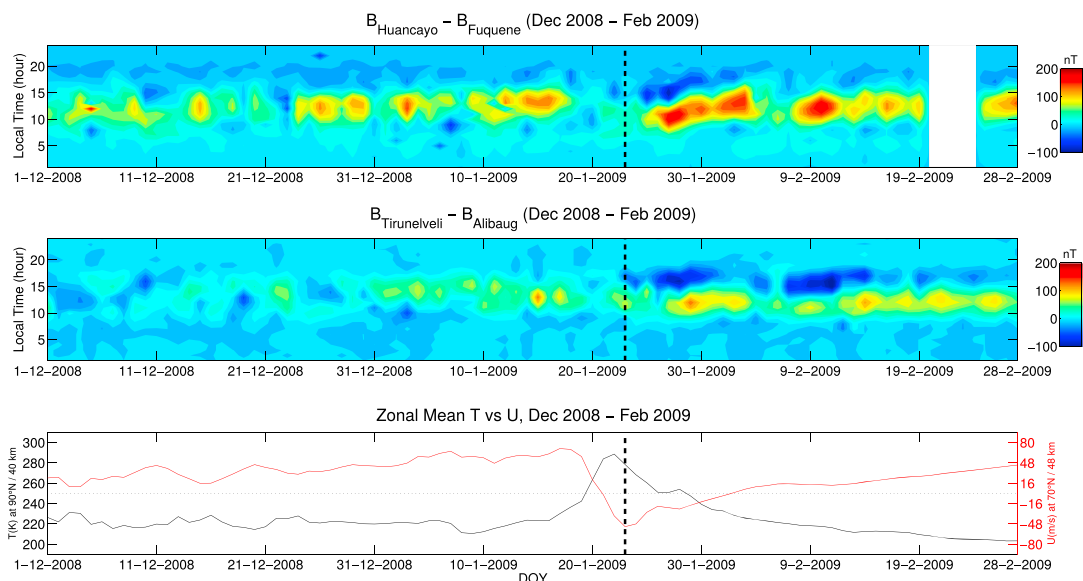 B_Huancayo − B_Fuquene (Dec 2008 − Feb 2009)
Local Time (hour)
20
15
10
5
1−12−2008 11−12−2008 21−12−2008 31−12−2008 10−1−2009 20−1−2009 30−1−2009 9−2−2009 19−2−2009 28−2−2009
nT
200
100
0
−100
B_Tirunelveli − B_Alibaug (Dec 2008 − Feb 2009)
Local Time (hour)
20
15
10
5
1−12−2008 11−12−2008 21−12−2008 31−12−2008 10−1−2009 20−1−2009 30−1−2009 9−2−2009 19−2−2009 28−2−2009
nT
200
100
0
−100
Zonal Mean T vs U, Dec 2008 − Feb 2009
T(K) at 90°N / 40 km
300
280
260
240
220
200
80
48
16
−16
−48
−80
U(m/s) at 70°N / 48 km
1−12−2008 11−12−2008 21−12−2008 31−12−2008 10−1−2009 20−1−2009 30−1−2009 9−2−2009 19−2−2009 28−2−2009
DOY